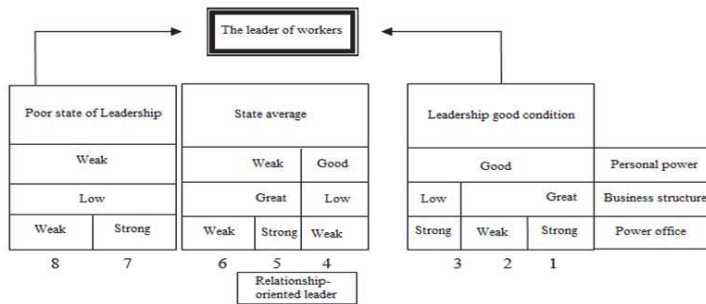 The leader of workers
Poor state of Leadership
State average
Leadership good condition
Weak
Weak Good
Good
Personal power
Low
Great Low
Low Great
Business structure
Weak Strong
Weak Strong Weak
Strong Weak Strong
Power office
8 7 6 5 4 3 2 1
Relationship-
oriented leader